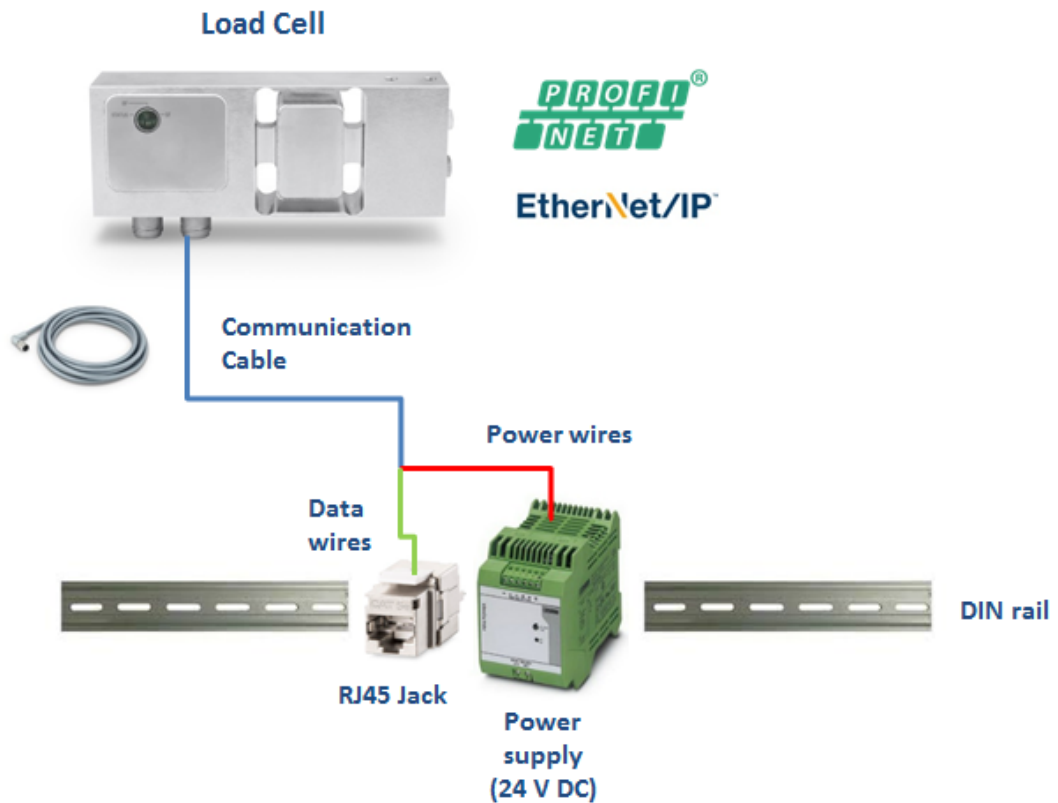 Load Cell
PROFI®
NET
EtherNet/IP™
Communication
Cable
Power wires
Data
wires
DIN rail
RJ45 Jack
Power
supply
(24 V DC)